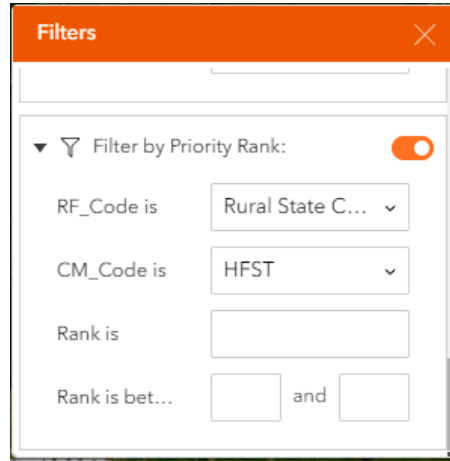 Filters
Filter by Priority Rank:
RF_Code is Rural State C...
CM_Code is HFST
Rank is
Rank is bet... and